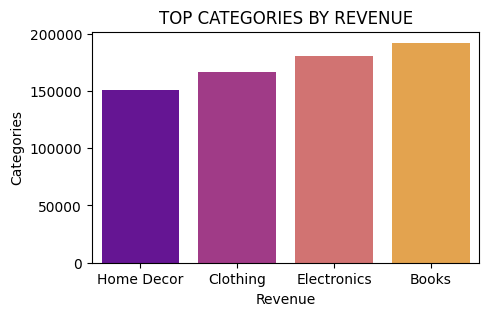 TOP CATEGORIES BY REVENUE
200000
150000
100000
50000
0
Categories
Home Decor Clothing Electronics Books
Revenue